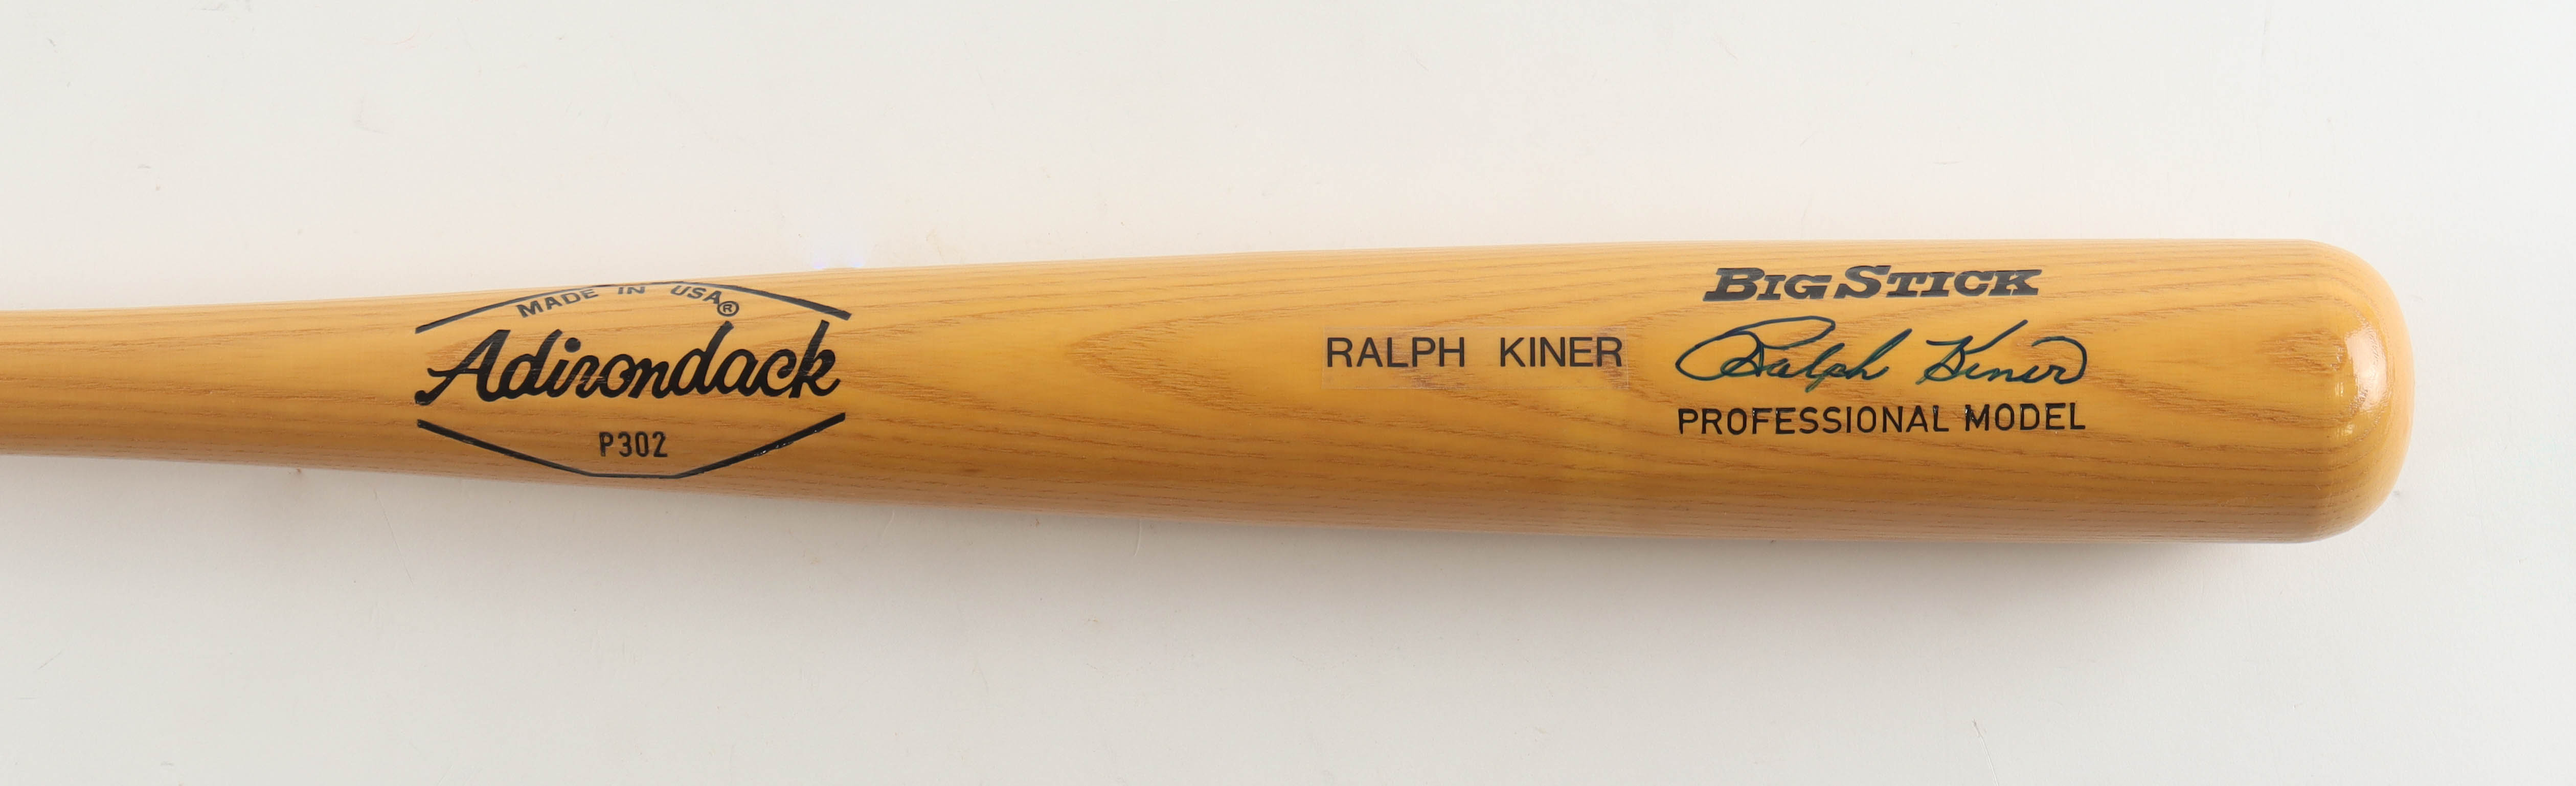 MADE IN USA®
Adirondack
P302
RALPH KINER
BIG STICK
Ralph Kiner
PROFESSIONAL MODEL